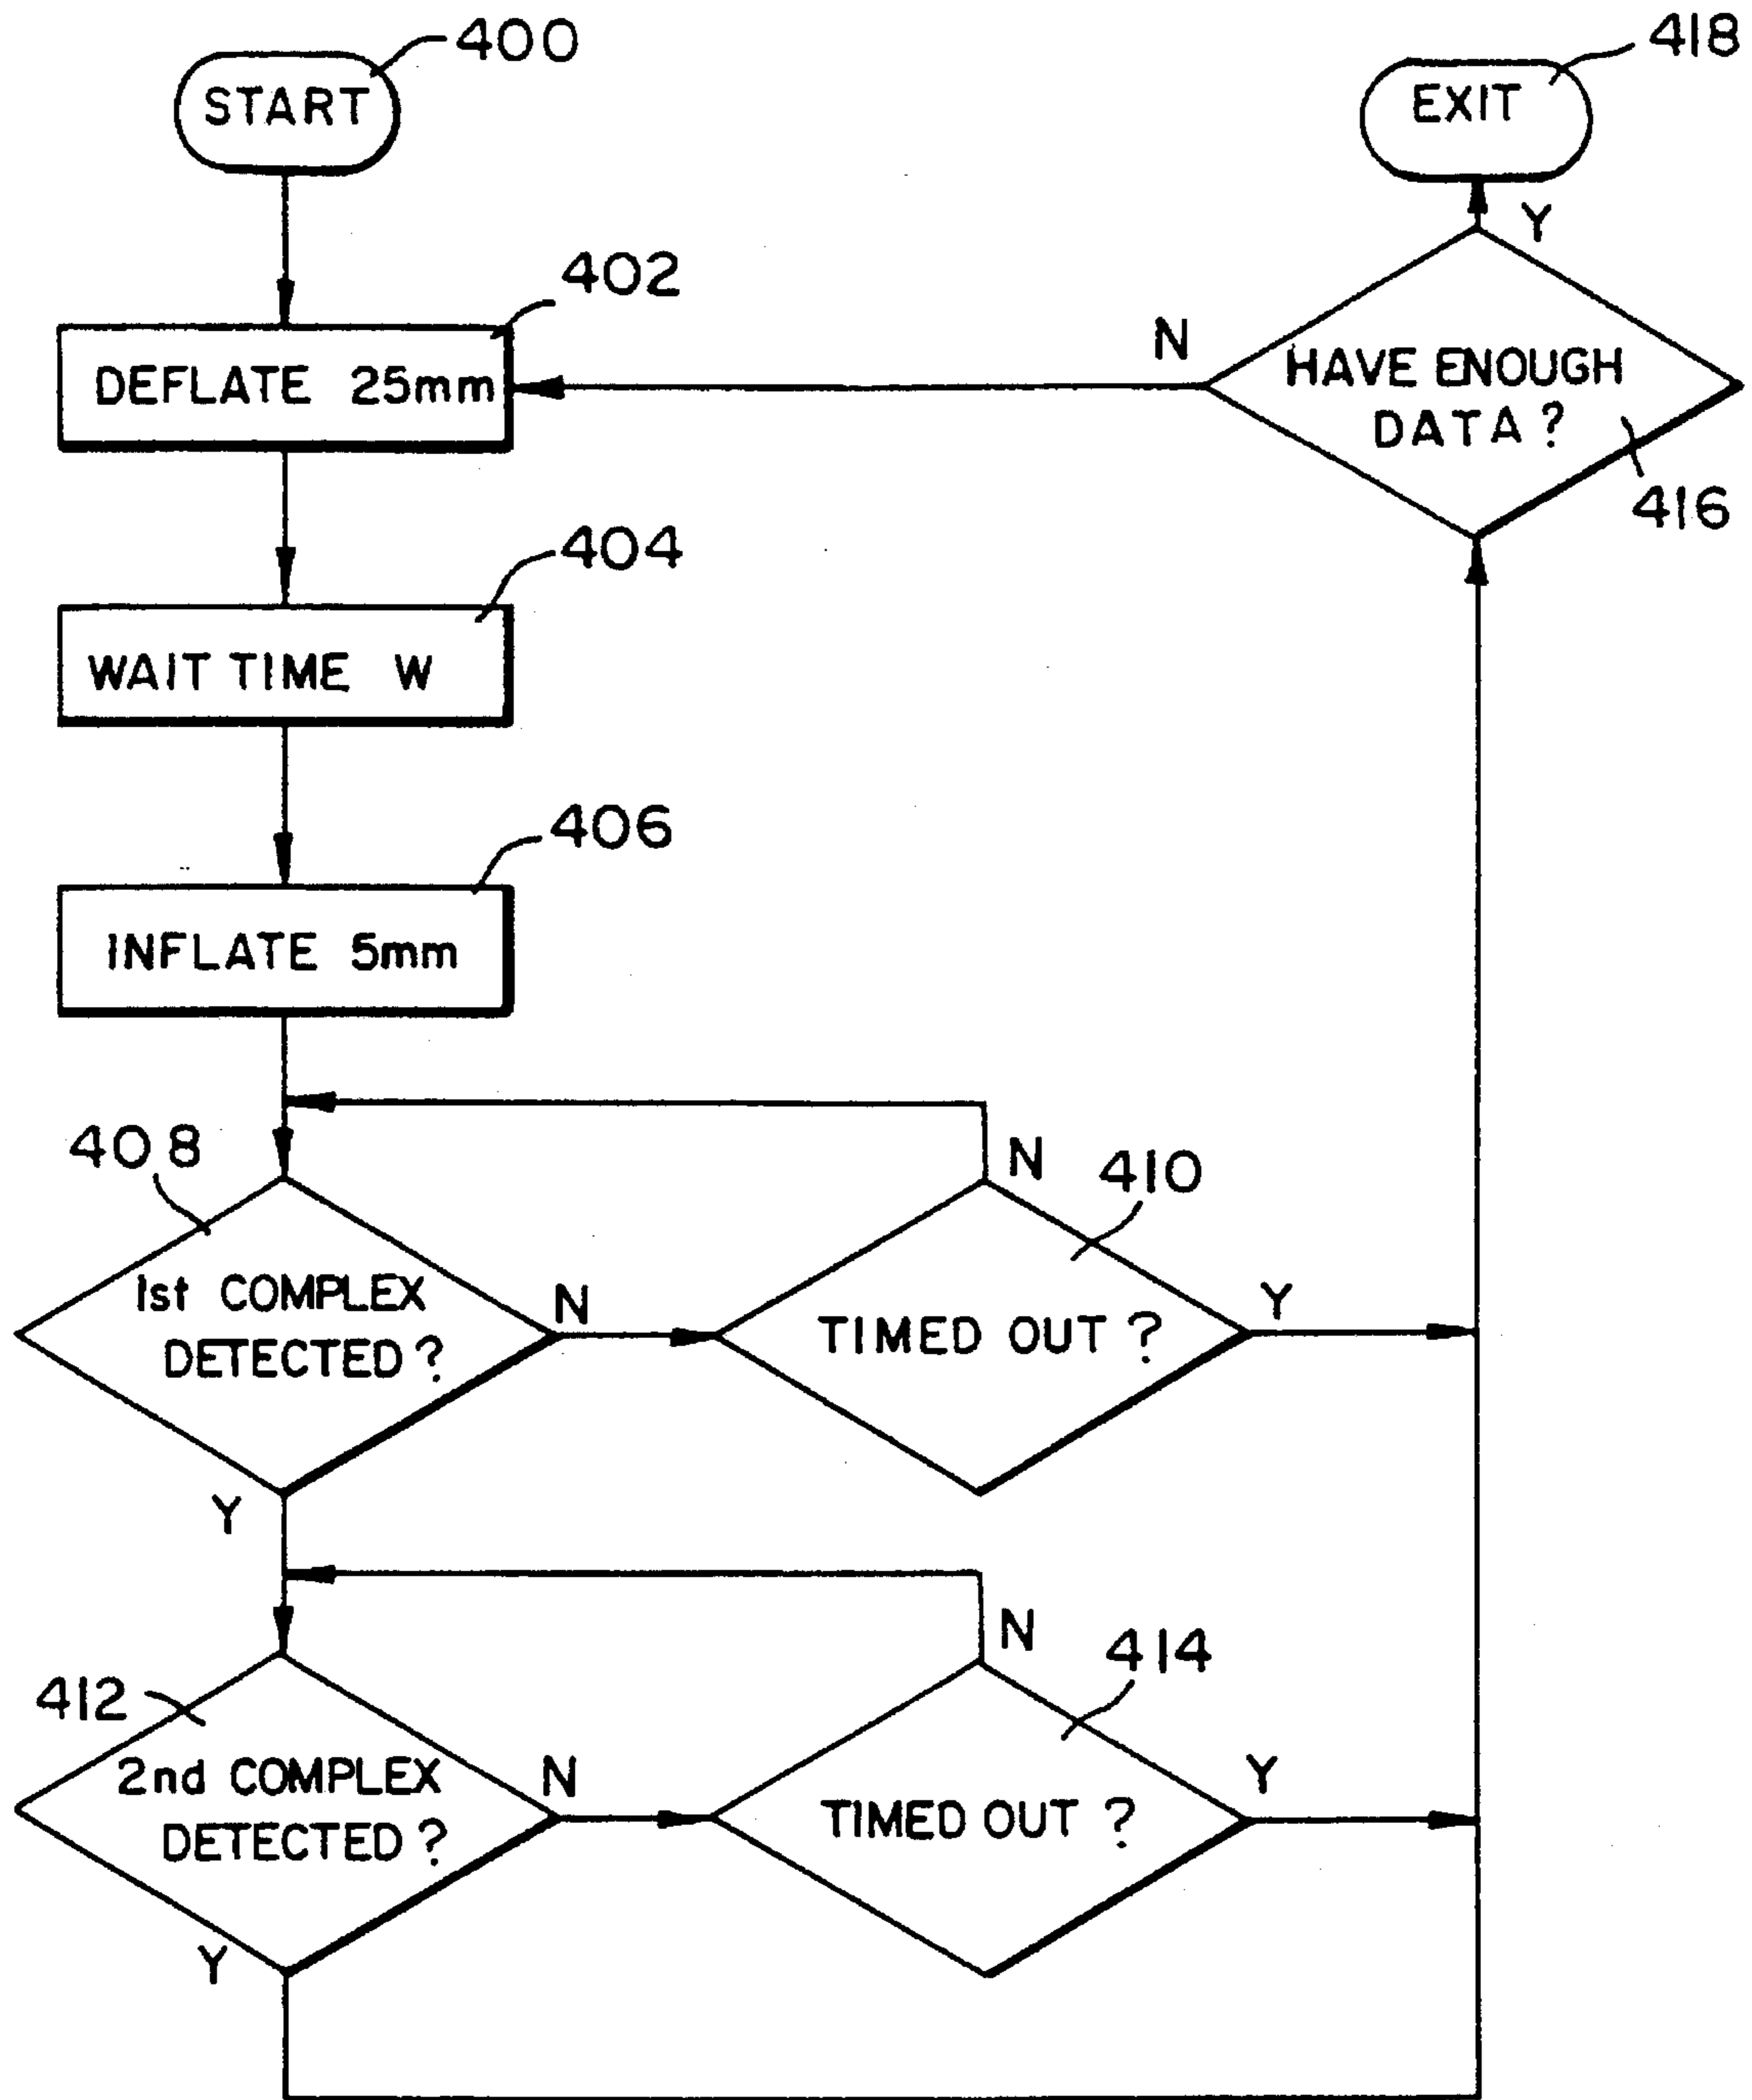 400
START
418
EXIT
Y
402
DEFLATE 25mm
N
HAVE ENOUGH
DATA ?
416
404
WAIT TIME W
406
INFLATE 5mm
408
1st COMPLEX
DETECTED ?
N
Y
410
N
TIMED OUT ?
Y
412
2nd COMPLEX
DETECTED ?
N
Y
414
N
TIMED OUT ?
Y